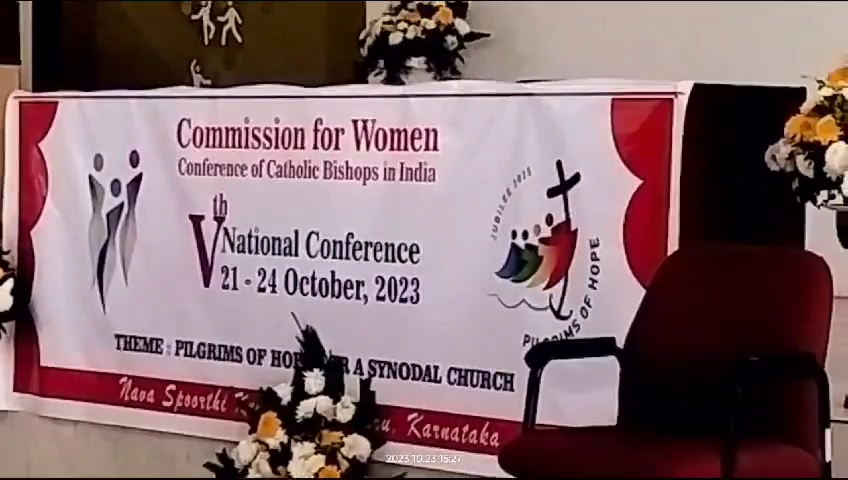 Commission for Women
Conference of Catholic Bishops in India
Vth National Conference
21 - 24 October, 2023
JUBILEE 2025
PILGRIMS OF HOPE
THEME : PILGRIMS OF A SYNODAL CHURCH
Nava Spoorthi Karnataka
2023.10.23 15:27